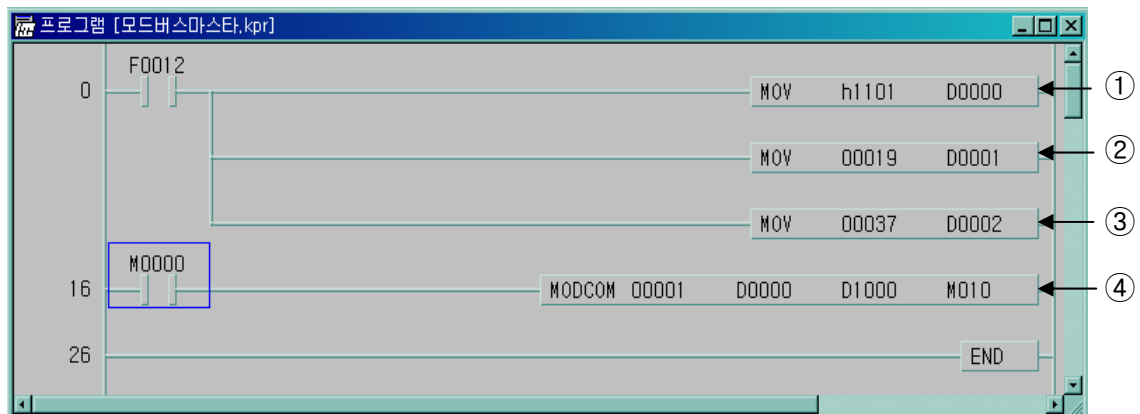 프로그램 [모드버스마스타.kpr]
F0012
0 MOV h1101 D0000 ①
MOV 00019 D0001 ②
MOV 00037 D0002 ③
M0000
16 MODCOM 00001 D0000 D1000 M010 ④
26 END